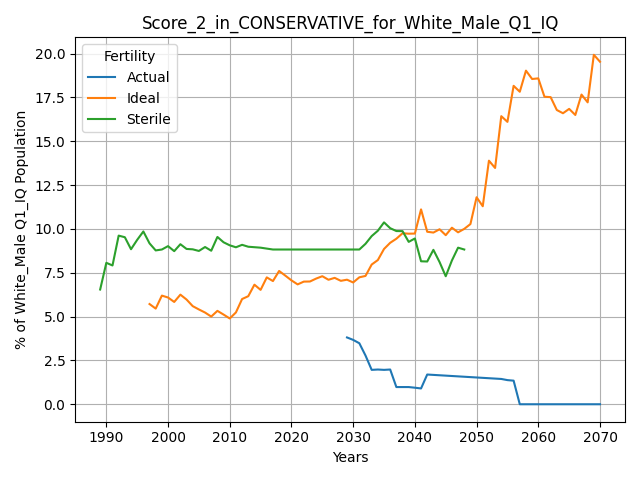 Score_2_in_CONSERVATIVE_for_White_Male_Q1_IQ
Fertility
Actual
Ideal
Sterile
% of White_Male Q1_IQ Population
20.0
17.5
15.0
12.5
10.0
7.5
5.0
2.5
0.0
1990 2000 2010 2020 2030 2040 2050 2060 2070
Years